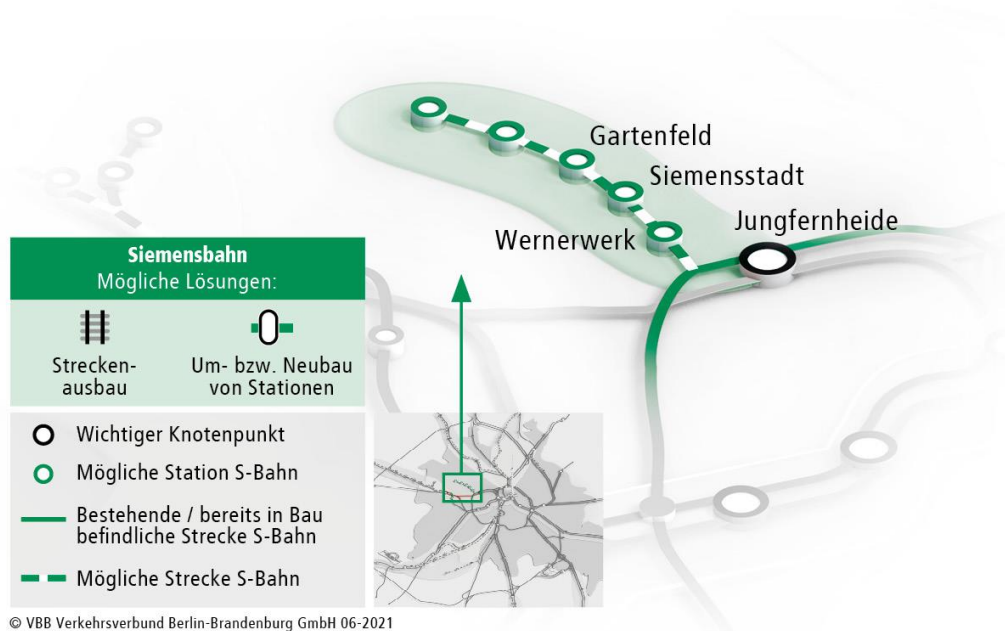 Gartenfeld
Siemensstadt
Jungfernheide
Wernerwerk
Siemensbahn
Mögliche Lösungen:
Strecken-
ausbau
Um- bzw. Neubau
von Stationen
Wichtiger Knotenpunkt
Mögliche Station S-Bahn
Bestehende / bereits in Bau
befindliche Strecke S-Bahn
Mögliche Strecke S-Bahn
© VBB Verkehrsverbund Berlin-Brandenburg GmbH 06-2021